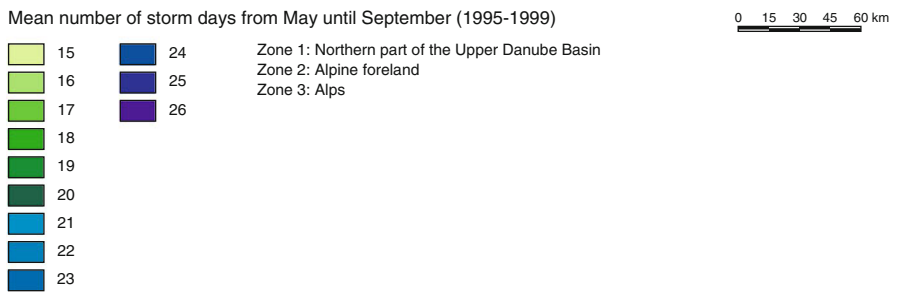 Mean number of storm days from May until September (1995-1999)
0 15 30 45 60 km
15
16
17
18
19
20
21
22
23
24
25
26
Zone 1: Northern part of the Upper Danube Basin
Zone 2: Alpine foreland
Zone 3: Alps